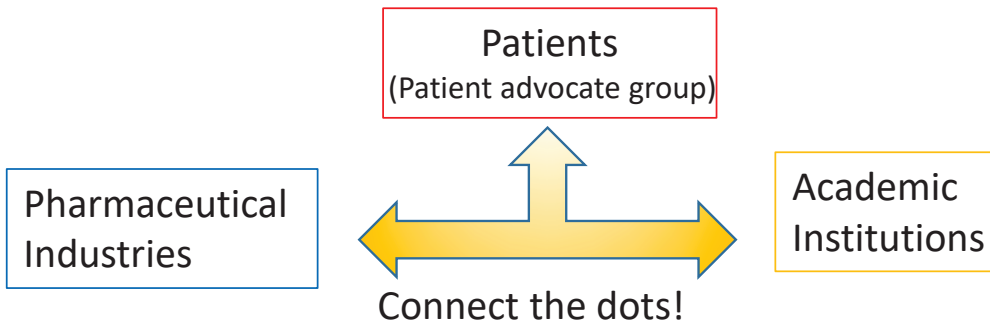 Patients
(Patient advocate group)
Pharmaceutical
Industries
Academic
Institutions
Connect the dots!